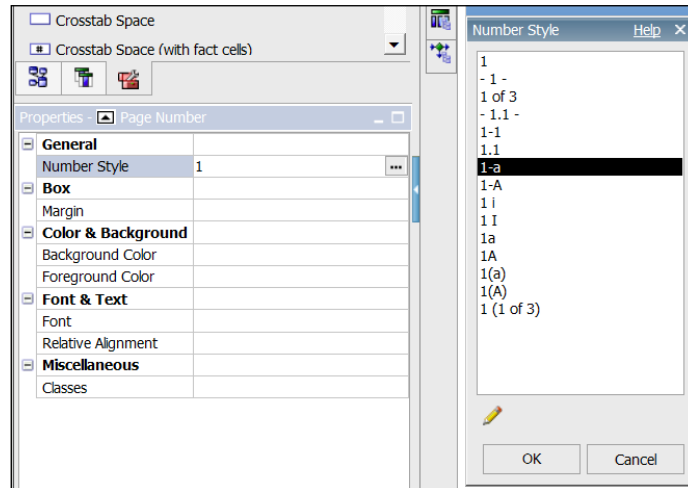 Crosstab Space
Crosstab Space (with fact cells)
Properties - Page Number
General
Number Style 1 ...
Box
Margin
Color & Background
Background Color
Foreground Color
Font & Text
Font
Relative Alignment
Miscellaneous
Classes
Number Style Help X
1
- 1 -
1 of 3
- 1.1 -
1-1
1.1
1-a
1-A
1 i
1 I
1a
1A
1(a)
1(A)
1 (1 of 3)
OK Cancel